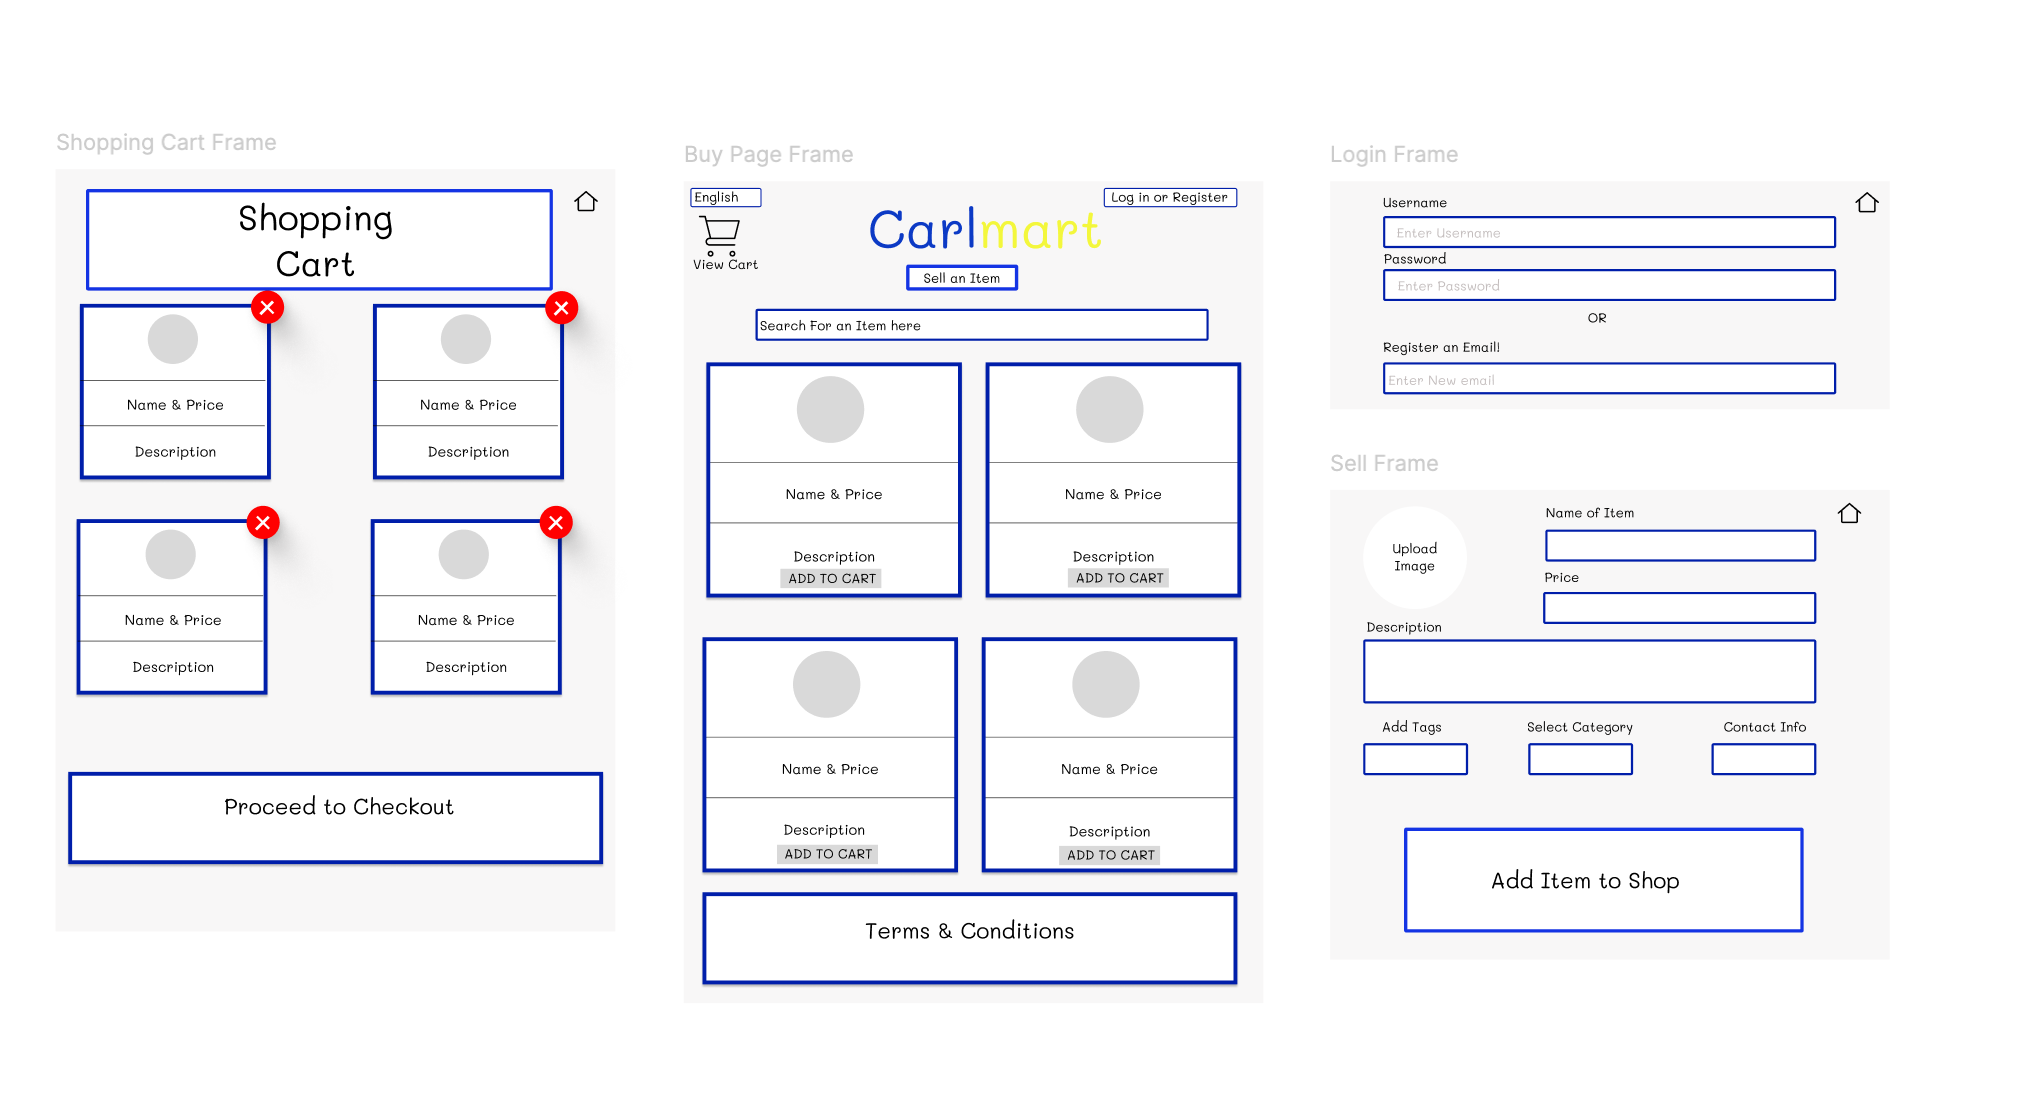 Shopping Cart Frame
Shopping
Cart
Name & Price
Description
Name & Price
Description
Name & Price
Description
Name & Price
Description
Proceed to Checkout
Buy Page Frame
English
Log in or Register
Carlmart
View Cart
Sell an Item
Search For an Item here
Name & Price
Description
ADD TO CART
Name & Price
Description
ADD TO CART
Name & Price
Description
ADD TO CART
Name & Price
Description
ADD TO CART
Terms & Conditions
Login Frame
Username
Enter Username
Password
Enter Password
OR
Register an Email!
Enter New email
Sell Frame
Upload
Image
Name of Item
Price
Description
Add Tags
Select Category
Contact Info
Add Item to Shop